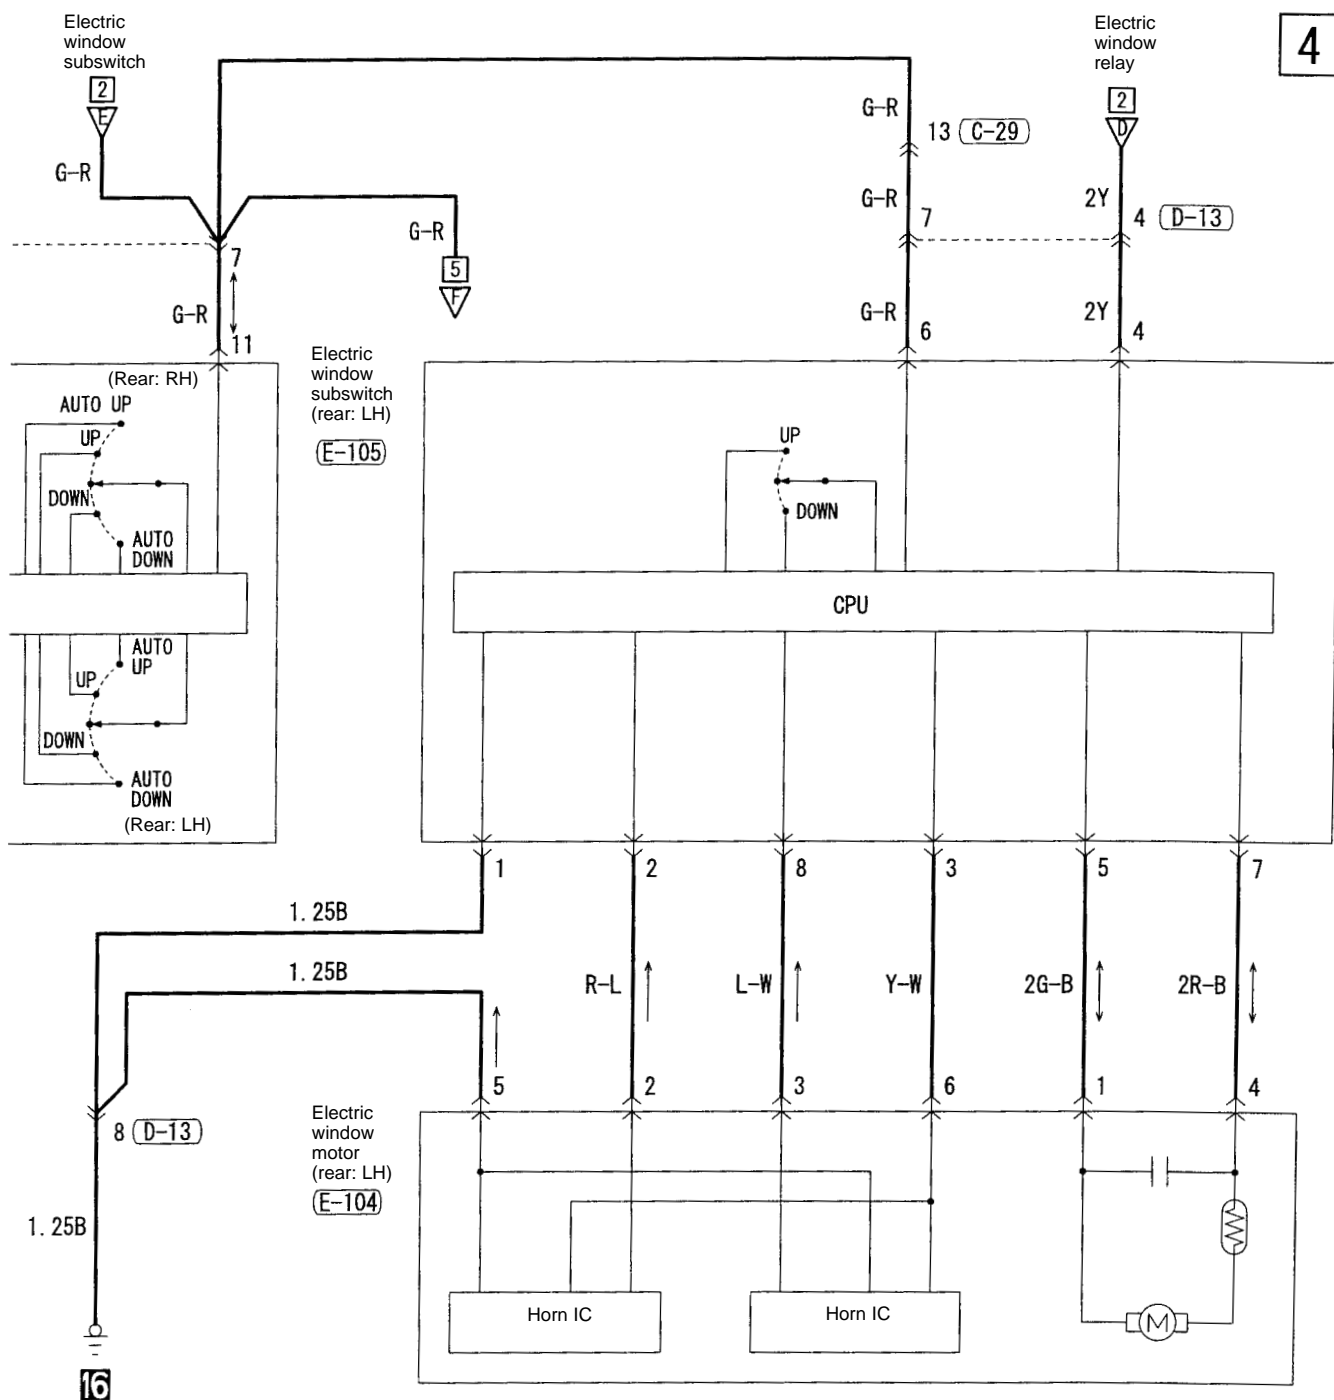 Electric
window
subswitch
2
E
G-R
Electric
window
relay
2
D
4
G-R
13 C-29
G-R
G-R
7
2Y
4 D-13
5
F
7
G-R
11
G-R
6
2Y
4
(Rear: RH)
AUTO UP
UP
DOWN
AUTO
DOWN
Electric
window
subswitch
(rear: LH)
E-105
UP
DOWN
CPU
AUTO
UP
UP
DOWN
AUTO
DOWN
(Rear: LH)
1
2
8
3
5
7
1.25B
1.25B
R-L
L-W
Y-W
2G-B
2R-B
5
2
3
6
1
4
8 D-13
Electric
window
motor
(rear: LH)
E-104
1.25B
Horn IC
Horn IC
M
16